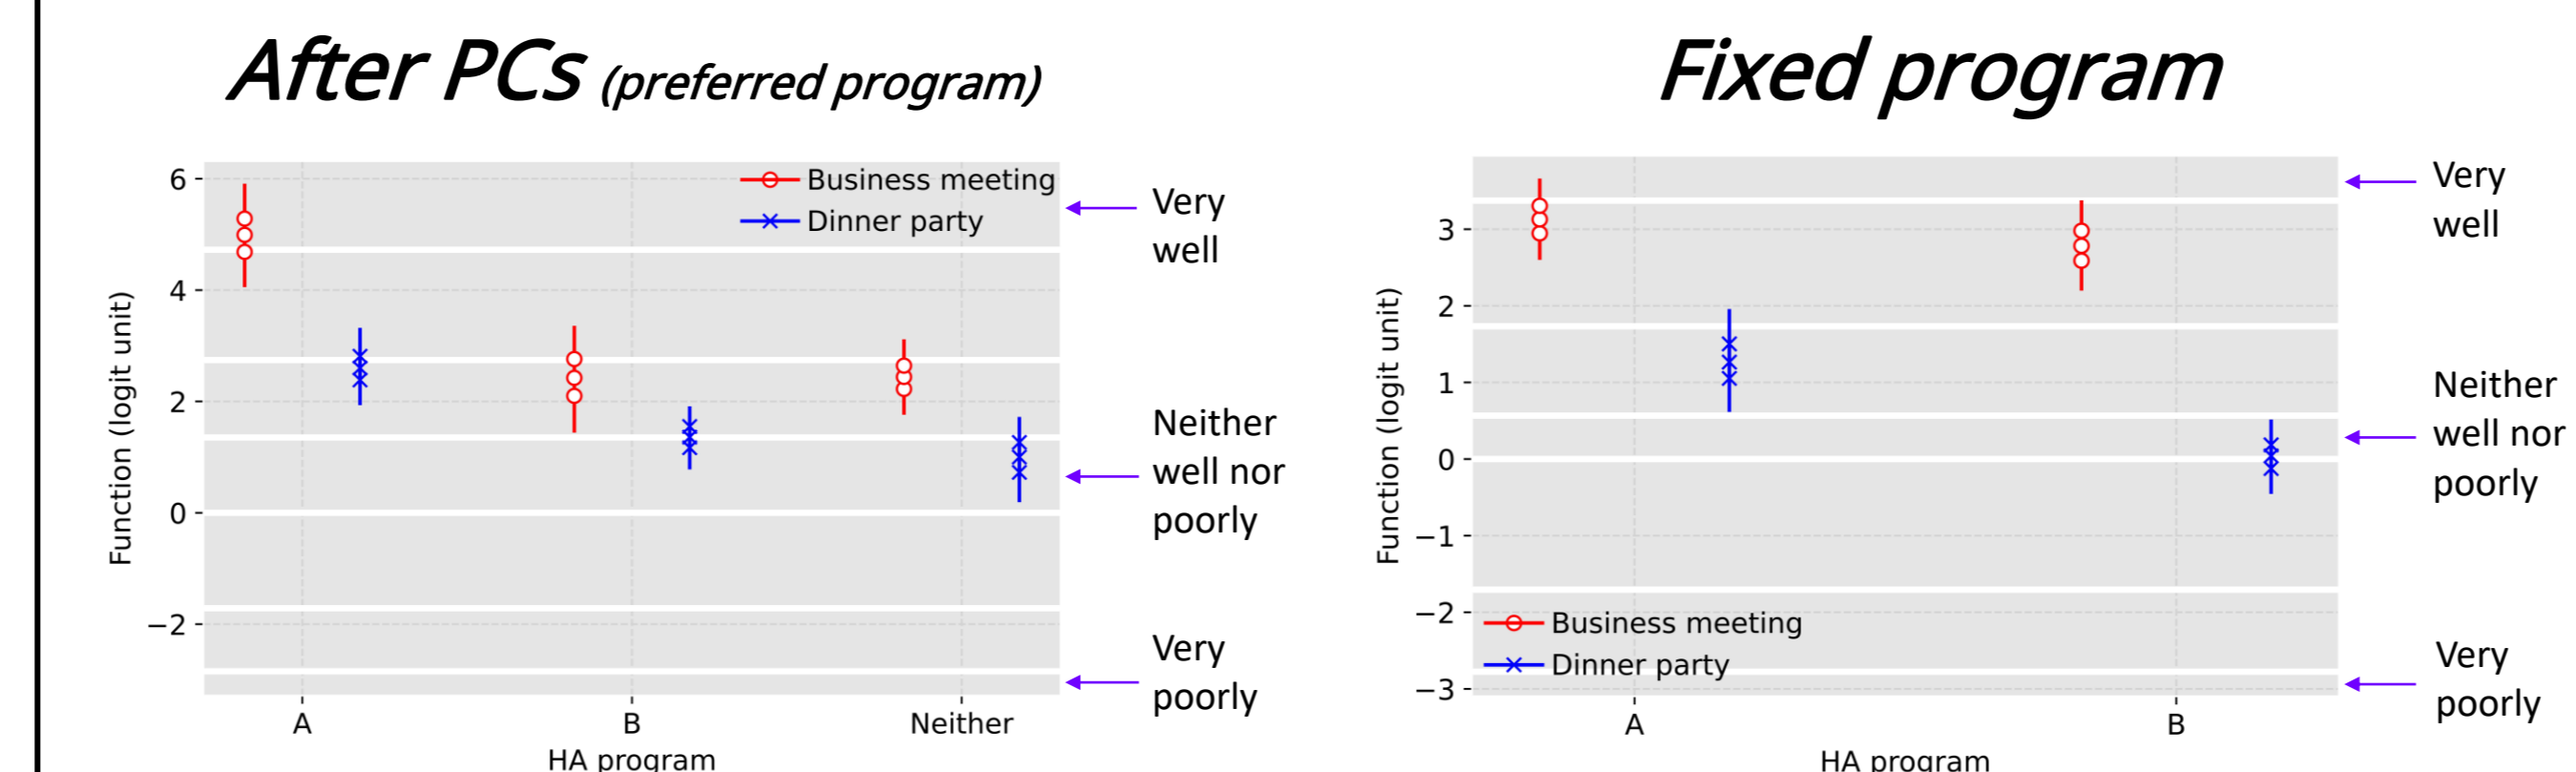 After PCs (preferred program)
Function (logit unit)
6
4
2
0
−2
Business meeting
Dinner party
A
B
Neither
HA program
Very
well
Neither
well nor
poorly
Very
poorly
Fixed program
Function (logit unit)
3
2
1
0
−1
−2
−3
Business meeting
Dinner party
A
B
HA program
Very
well
Neither
well nor
poorly
Very
poorly